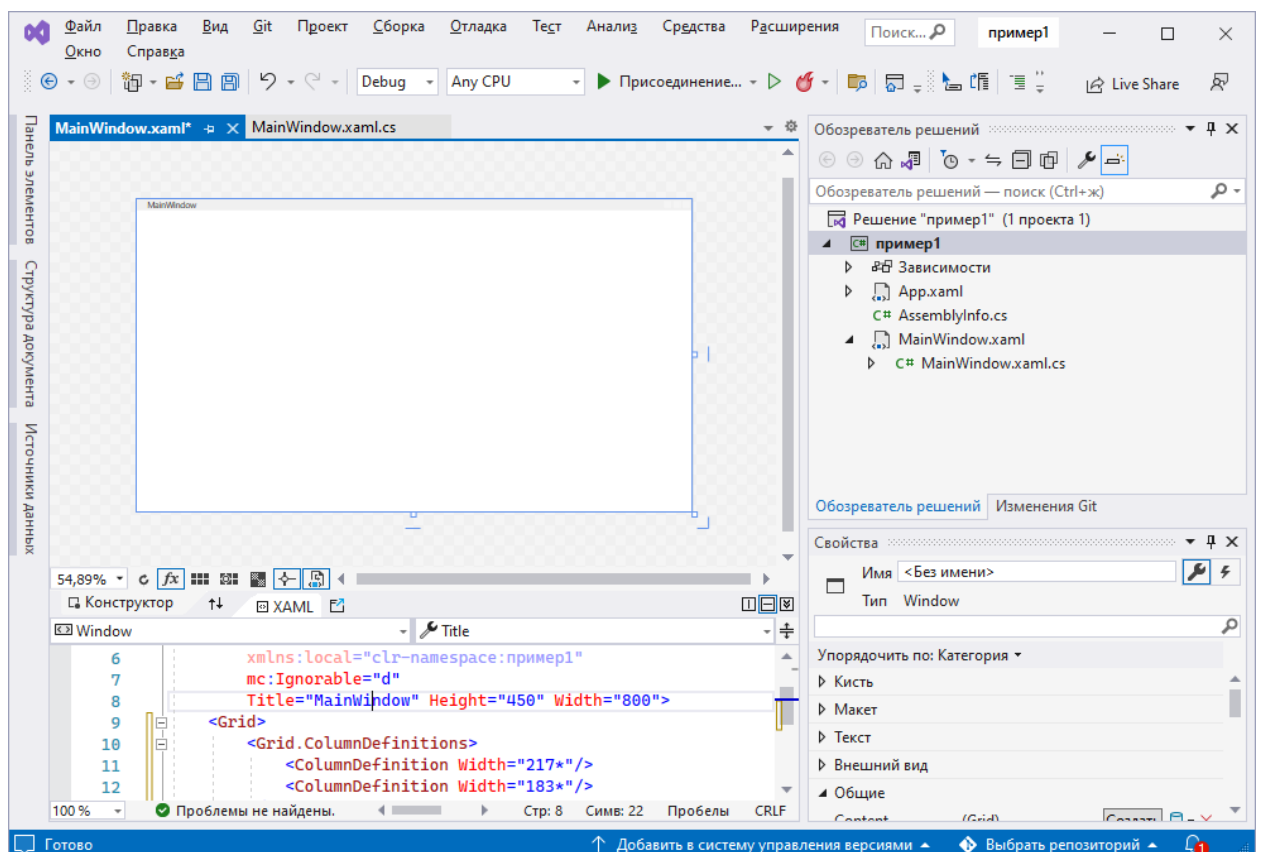 Файл Правка Вид Git Проект Сборка Отладка Тест Анализ Средства Расширения Поиск... пример1
Окно Справка
Debug Any CPU Присоединение... Live Share
Панель элементов
Структура документа
Источники данных
MainWindow.xaml* MainWindow.xaml.cs
MainWindow
54,89% fx
Конструктор XAML
Window Title
6 xmlns:local="clr-namespace:пример1"
7 mc:Ignorable="d"
8 Title="MainWindow" Height="450" Width="800">
9 <Grid>
10 <Grid.ColumnDefinitions>
11 <ColumnDefinition Width="217*"/>
12 <ColumnDefinition Width="183*"/>
100 % Проблемы не найдены. Стр: 8 Симв: 22 Пробелы CRLF
Обозреватель решений
Обозреватель решений — поиск (Ctrl+ж)
Решение "пример1" (1 проекта 1)
C# пример1
Зависимости
App.xaml
C# AssemblyInfo.cs
MainWindow.xaml
C# MainWindow.xaml.cs
Обозреватель решений Изменения Git
Свойства
Имя <Без имени>
Тип Window
Упорядочить по: Категория
Кисть
Макет
Текст
Внешний вид
Общие
Content (Grid) Создать
Готово Добавить в систему управления версиями Выбрать репозиторий 1